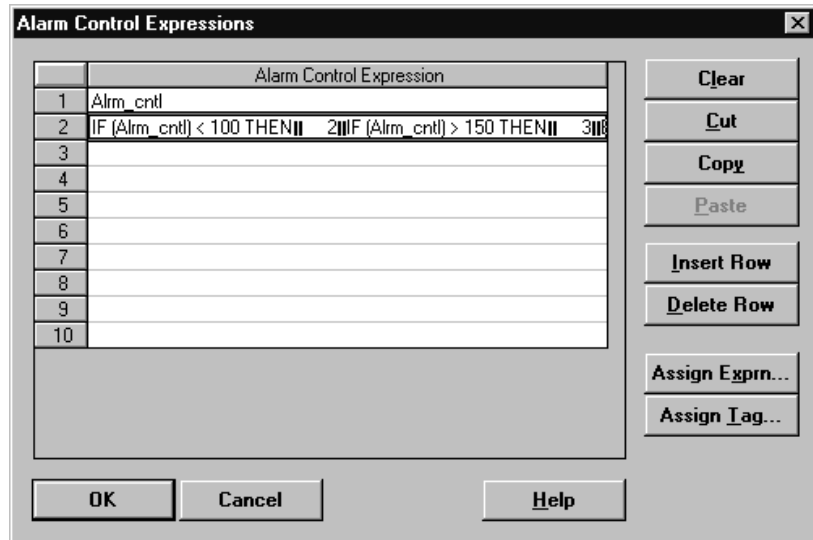 Alarm Control Expressions
Alarm Control Expression
1 Alrm_cntl
2 IF (Alrm_cntl) < 100 THEN|| 2||IF (Alrm_cntl) > 150 THEN|| 3||E
3
4
5
6
7
8
9
10
Clear
Cut
Copy
Paste
Insert Row
Delete Row
Assign Exprn...
Assign Tag...
OK Cancel Help